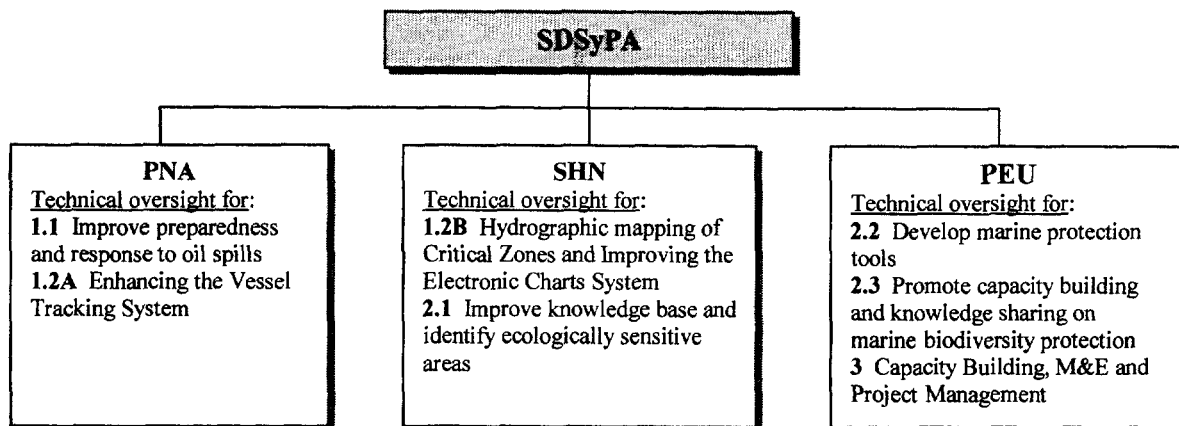 SDSyPA
PNA
Technical oversight for:
1.1 Improve preparedness
and response to oil spills
1.2A Enhancing the Vessel
Tracking System
SHN
Technical oversight for:
1.2B Hydrographic mapping of
Critical Zones and Improving the
Electronic Charts System
2.1 Improve knowledge base and
identify ecologically sensitive
areas
PEU
Technical oversight for:
2.2 Develop marine protection
tools
2.3 Promote capacity building
and knowledge sharing on
marine biodiversity protection
3 Capacity Building, M&E and
Project Management